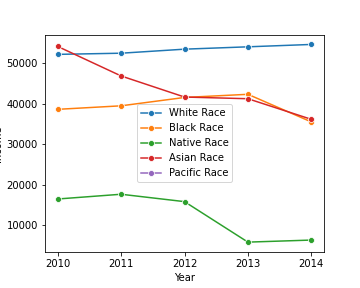 50000
40000
30000
20000
10000
2010 2011 2012 2013 2014
Year
White Race
Black Race
Native Race
Asian Race
Pacific Race